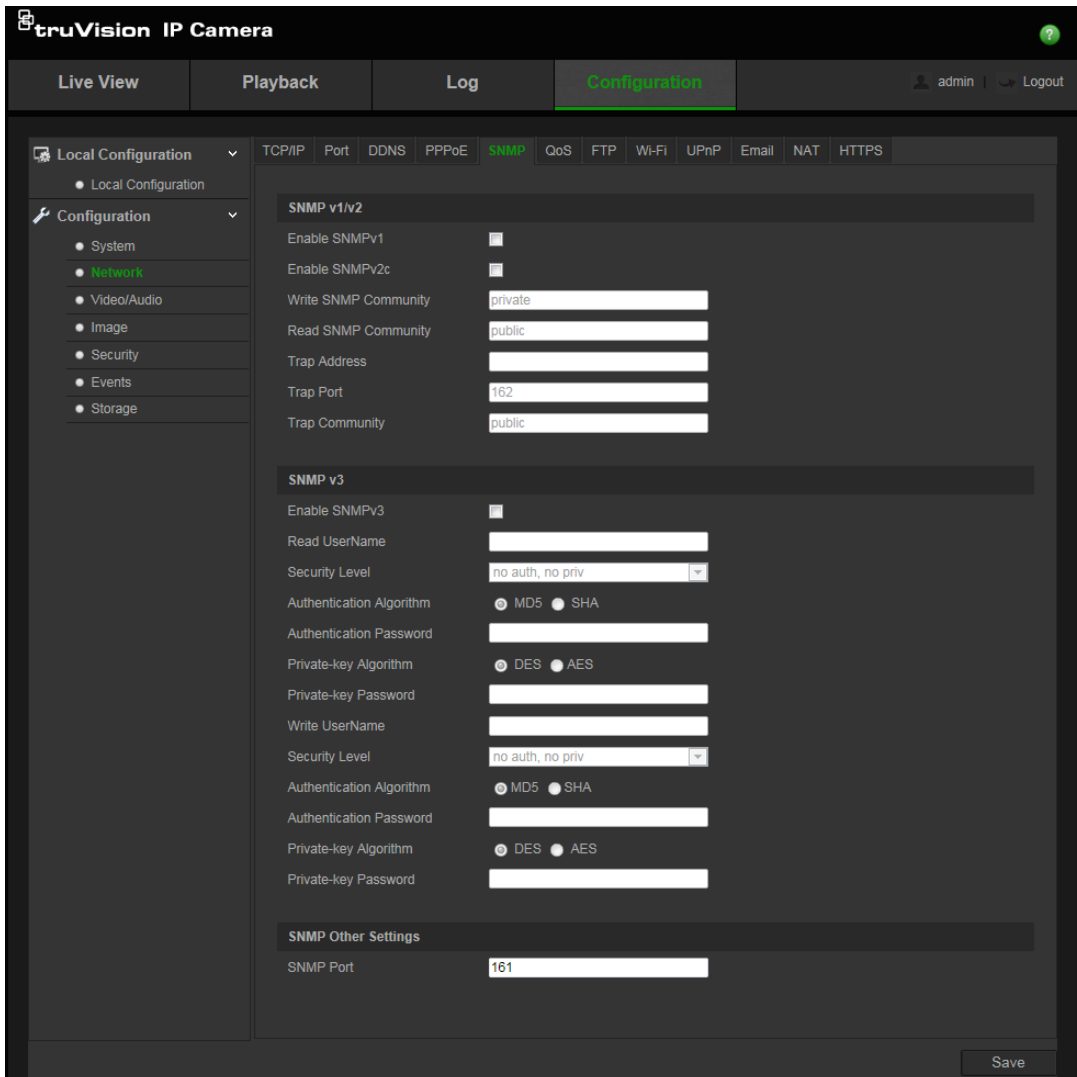 truVision IP Camera
?
Live View Playback Log Configuration admin | Logout
Local Configuration
Local Configuration
Configuration
System
Network
Video/Audio
Image
Security
Events
Storage
TCP/IP Port DDNS PPPoE SNMP QoS FTP Wi-Fi UPnP Email NAT HTTPS
SNMP v1/v2
Enable SNMPv1
Enable SNMPv2c
Write SNMP Community private
Read SNMP Community public
Trap Address
Trap Port 162
Trap Community public
SNMP v3
Enable SNMPv3
Read UserName
Security Level no auth, no priv
Authentication Algorithm MD5 SHA
Authentication Password
Private-key Algorithm DES AES
Private-key Password
Write UserName
Security Level no auth, no priv
Authentication Algorithm MD5 SHA
Authentication Password
Private-key Algorithm DES AES
Private-key Password
SNMP Other Settings
SNMP Port 161
Save